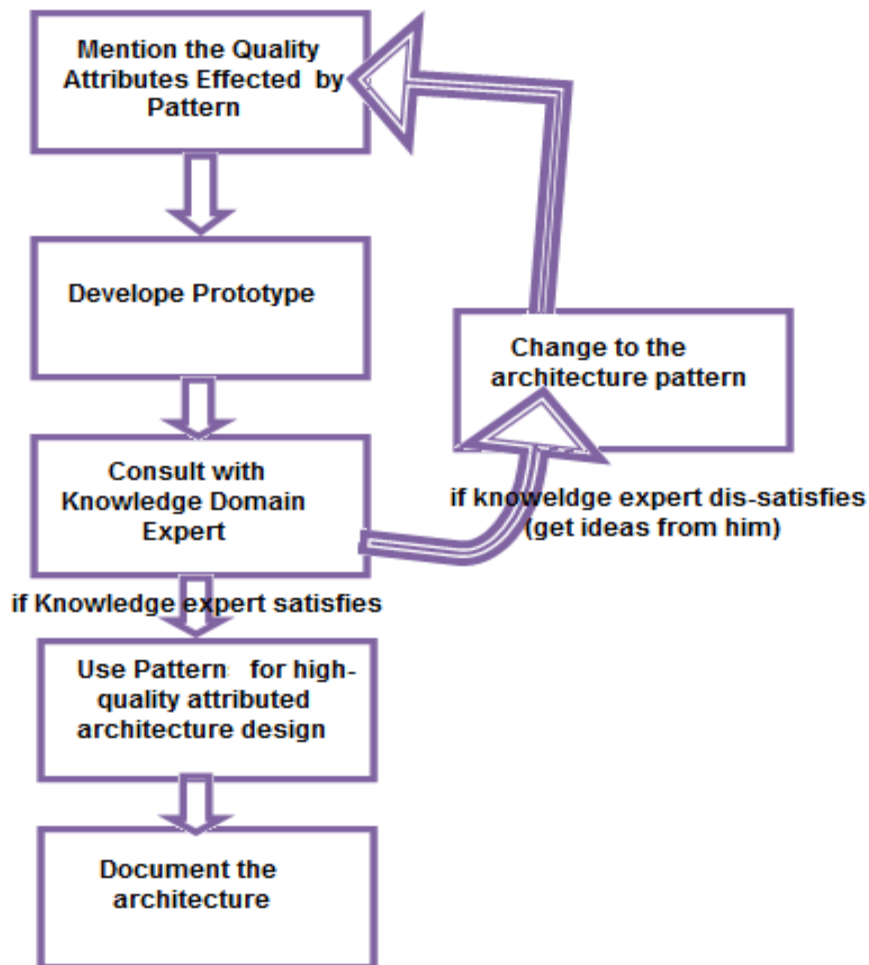 Mention the Quality
Attributes Effected by
Pattern
Develope Prototype
Change to the
architecture pattern
Consult with
Knowledge Domain
Expert
if knoweldge expert dis-satisfies
(get ideas from him)
if Knowledge expert satisfies
Use Pattern for high-
quality attributed
architecture design
Document the
architecture